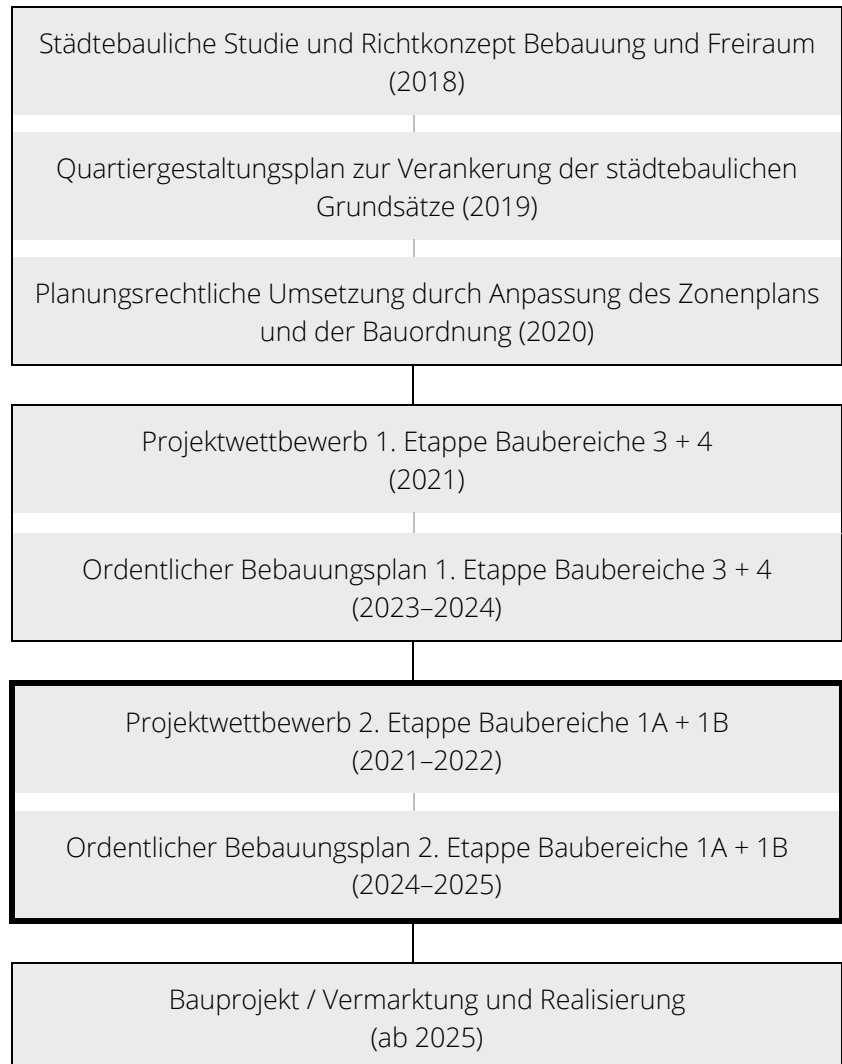 Städtebauliche Studie und Richtkonzept Bebauung und Freiraum
(2018)
Quartiergestaltungsplan zur Verankerung der städtebaulichen
Grundsätze (2019)
Planungsrechtliche Umsetzung durch Anpassung des Zonenplans
und der Bauordnung (2020)
Projektwettbewerb 1. Etappe Baubereiche 3 + 4
(2021)
Ordentlicher Bebauungsplan 1. Etappe Baubereiche 3 + 4
(2023–2024)
Projektwettbewerb 2. Etappe Baubereiche 1A + 1B
(2021–2022)
Ordentlicher Bebauungsplan 2. Etappe Baubereiche 1A + 1B
(2024–2025)
Bauprojekt / Vermarktung und Realisierung
(ab 2025)